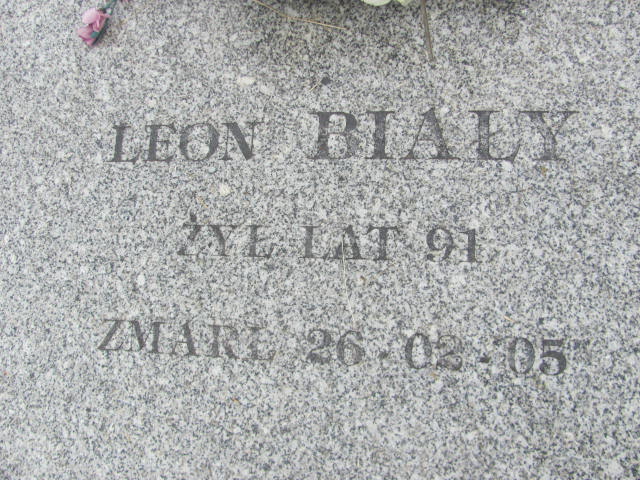 LEON BIAŁY
ŻYŁ LAT 91
ZMARŁ 26-02-05